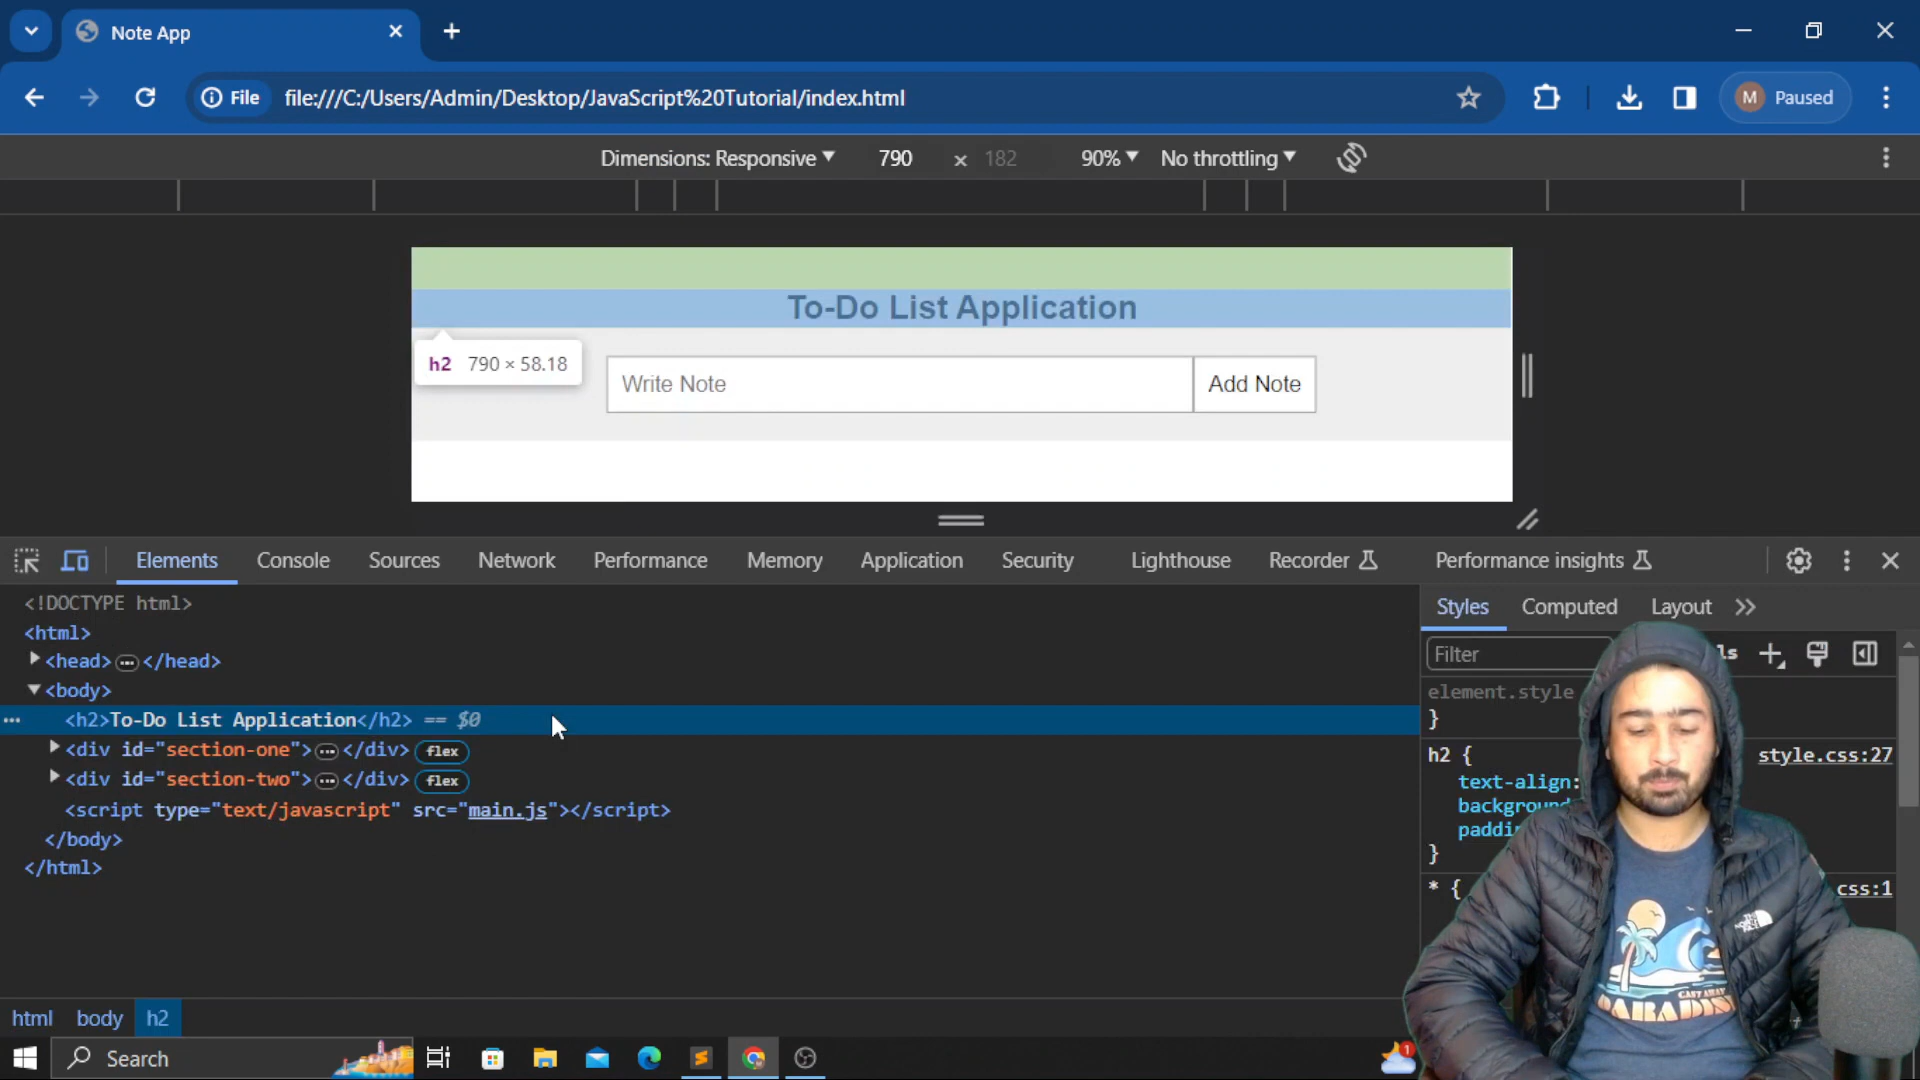 Note App
File
file:///C:/Users/Admin/Desktop/JavaScript%20Tutorial/index.html
M Paused
Dimensions: Responsive 790 × 182 90% No throttling
To-Do List Application
h2 790 × 58.18
Write Note
Add Note
Elements Console Sources Network Performance Memory Application Security Lighthouse Recorder Performance insights
<!DOCTYPE html>
<html>
<head> </head>
<body>
<h2>To-Do List Application</h2> == $0
<div id="section-one"> </div> flex
<div id="section-two"> </div> flex
<script type="text/javascript" src="main.js"></script>
</body>
</html>
Styles Computed Layout
Filter
element.style
}
h2 { style.css:27
text-align:
}
* { css:1
CAST AWAY
html body h2
Search
1